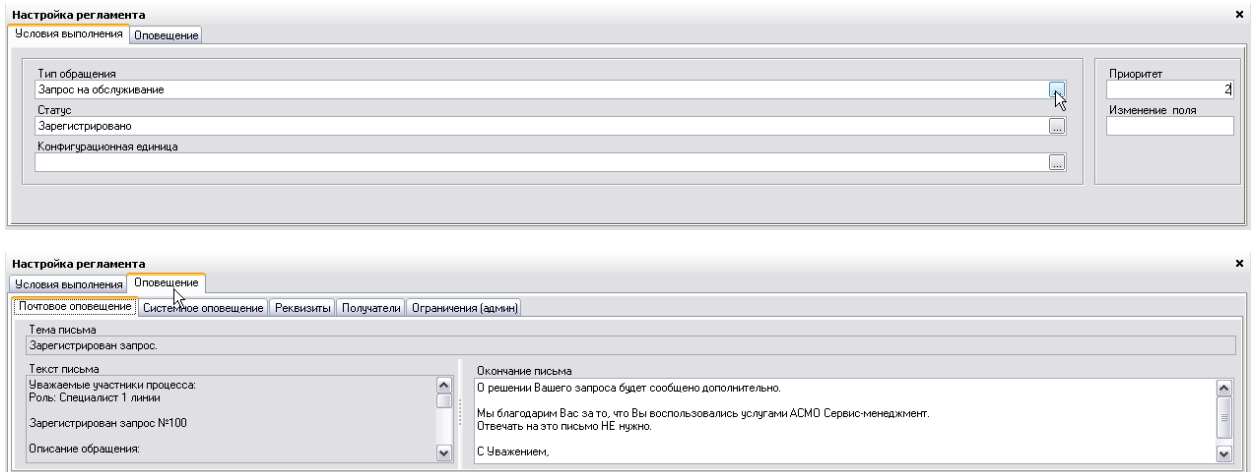 Настройка регламента
Условия выполнения Оповещение
Тип обращения
Запрос на обслуживание
...
Статус
Зарегистрировано
...
Конфигурационная единица
...
Приоритет
2
Изменение поля
Настройка регламента
Условия выполнения Оповещение
Почтовое оповещение Системное оповещение Реквизиты Получатели Ограничения (админ)
Тема письма
Зарегистрирован запрос.
Текст письма
Уважаемые участники процесса:
Роль: Специалист 1 линии
Зарегистрирован запрос №100
Описание обращения:
Окончание письма
О решении Вашего запроса будет сообщено дополнительно.
Мы благодарим Вас за то, что Вы воспользовались услугами АСМО Сервис-менеджмент.
Отвечать на это письмо НЕ нужно.
С Уважением,